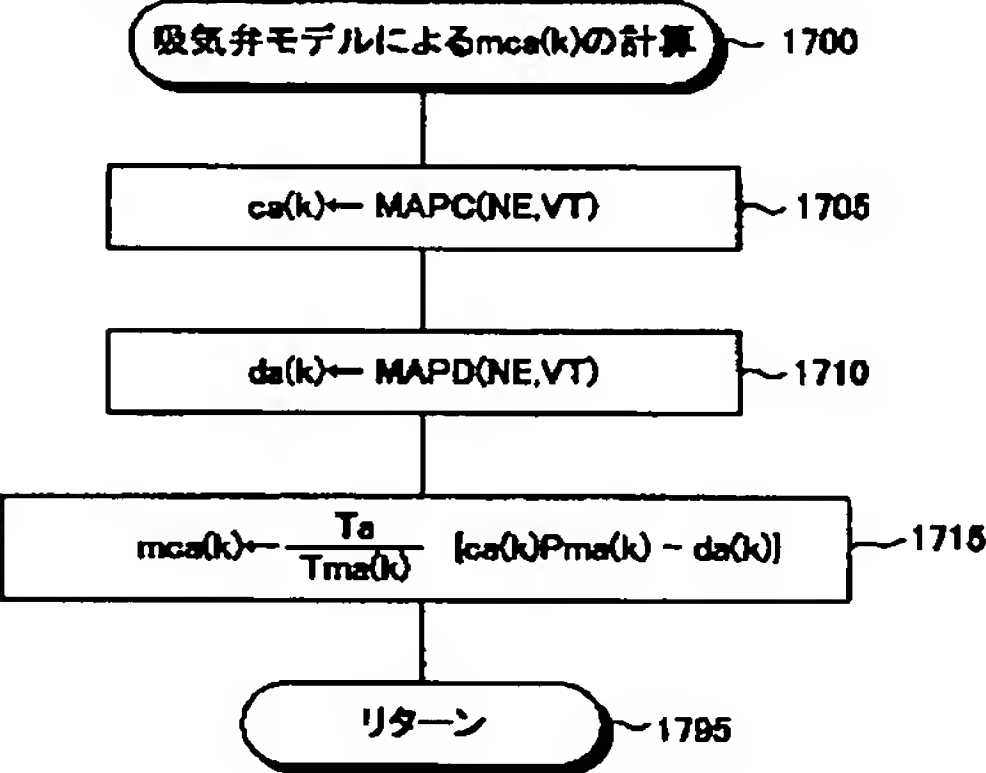 吸気弁モデルによるmca(k)の計算 1700
ca(k)← MAPC(NE,VT) 1705
da(k)← MAPD(NE,VT) 1710
mca(k)← Ta / Tma(k) [ca(k)Pma(k) - da(k)] 1715
リターン 1795